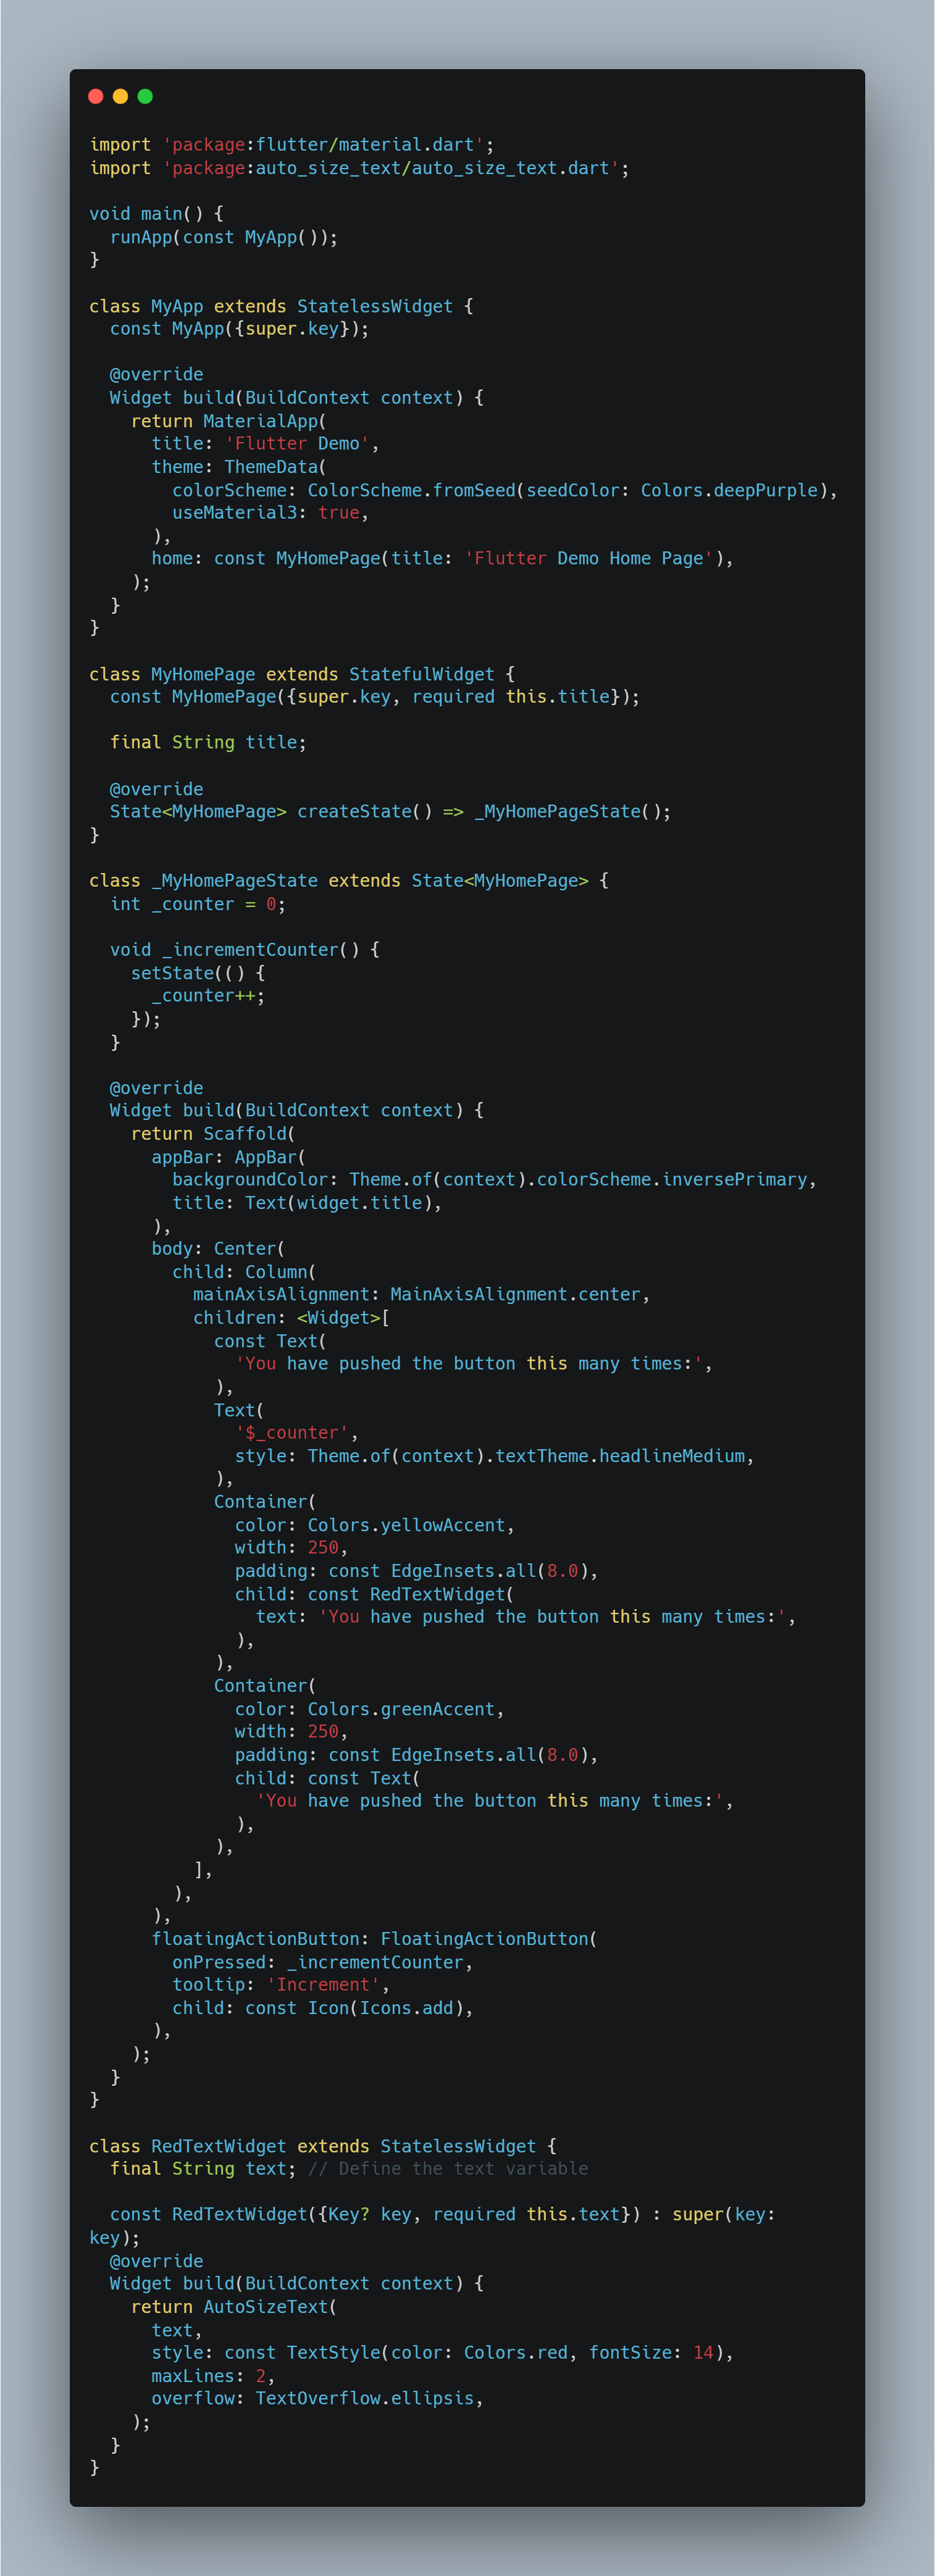 import 'package:flutter/material.dart';
import 'package:auto_size_text/auto_size_text.dart';

void main() {
  runApp(const MyApp());
}

class MyApp extends StatelessWidget {
  const MyApp({super.key});

  @override
  Widget build(BuildContext context) {
    return MaterialApp(
      title: 'Flutter Demo',
      theme: ThemeData(
        colorScheme: ColorScheme.fromSeed(seedColor: Colors.deepPurple),
        useMaterial3: true,
      ),
      home: const MyHomePage(title: 'Flutter Demo Home Page'),
    );
  }
}

class MyHomePage extends StatefulWidget {
  const MyHomePage({super.key, required this.title});

  final String title;

  @override
  State<MyHomePage> createState() => _MyHomePageState();
}

class _MyHomePageState extends State<MyHomePage> {
  int _counter = 0;

  void _incrementCounter() {
    setState(() {
      _counter++;
    });
  }

  @override
  Widget build(BuildContext context) {
    return Scaffold(
      appBar: AppBar(
        backgroundColor: Theme.of(context).colorScheme.inversePrimary,
        title: Text(widget.title),
      ),
      body: Center(
        child: Column(
          mainAxisAlignment: MainAxisAlignment.center,
          children: <Widget>[
            const Text(
              'You have pushed the button this many times:',
            ),
            Text(
              '$_counter',
              style: Theme.of(context).textTheme.headlineMedium,
            ),
            Container(
              color: Colors.yellowAccent,
              width: 250,
              padding: const EdgeInsets.all(8.0),
              child: const RedTextWidget(
                text: 'You have pushed the button this many times:',
              ),
            ),
            Container(
              color: Colors.greenAccent,
              width: 250,
              padding: const EdgeInsets.all(8.0),
              child: const Text(
                'You have pushed the button this many times:',
              ),
            ),
          ],
        ),
      ),
      floatingActionButton: FloatingActionButton(
        onPressed: _incrementCounter,
        tooltip: 'Increment',
        child: const Icon(Icons.add),
      ),
    );
  }
}

class RedTextWidget extends StatelessWidget {
  final String text; // Define the text variable

  const RedTextWidget({Key? key, required this.text}) : super(key:
key);
  @override
  Widget build(BuildContext context) {
    return AutoSizeText(
      text,
      style: const TextStyle(color: Colors.red, fontSize: 14),
      maxLines: 2,
      overflow: TextOverflow.ellipsis,
    );
  }
}